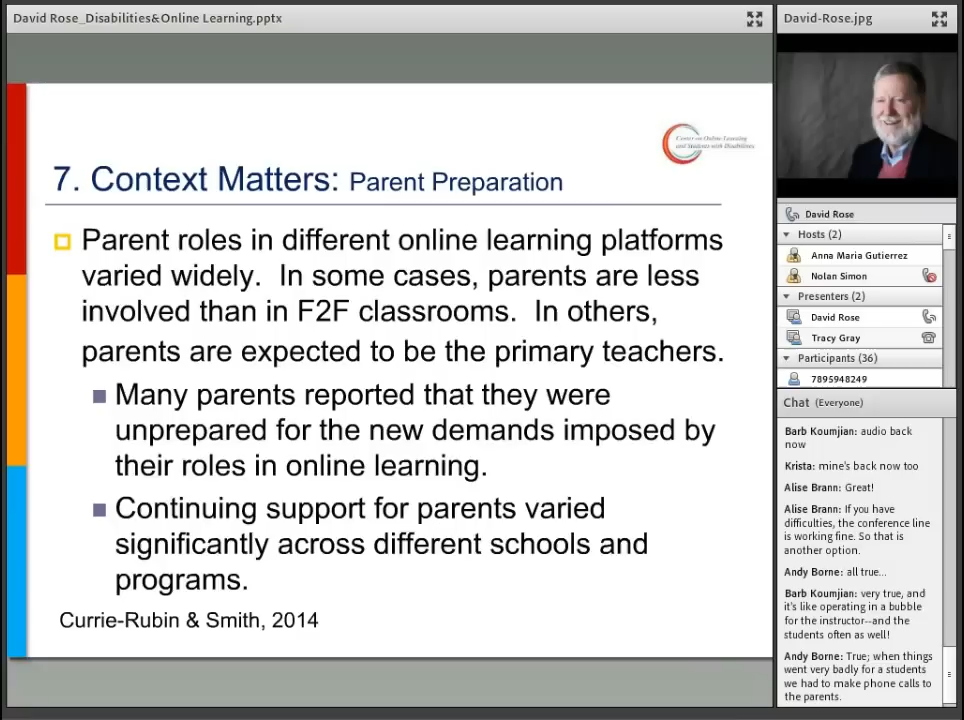 David Rose_Disabilities&Online Learning.pptx
Center on Online Learning
and Students with Disabilities
7. Context Matters: Parent Preparation
Parent roles in different online learning platforms
varied widely.  In some cases, parents are less
involved than in F2F classrooms.  In others,
parents are expected to be the primary teachers.
Many parents reported that they were
unprepared for the new demands imposed by
their roles in online learning.
Continuing support for parents varied
significantly across different schools and
programs.
Currie-Rubin & Smith, 2014
David-Rose.jpg
David Rose
Hosts (2)
Anna Maria Gutierrez
Nolan Simon
Presenters (2)
David Rose
Tracy Gray
Participants (36)
7895948249
Chat (Everyone)
Barb Koumjian: audio back
now
Krista: mine's back now too
Alise Brann: Great!
Alise Brann: If you have
difficulties, the conference line
is working fine. So that is
another option.
Andy Borne: all true...
Barb Koumjian: very true, and
it's like operating in a bubble
for the instructor--and the
students often as well!
Andy Borne: True; when things
went very badly for a students
we had to make phone calls to
the parents.